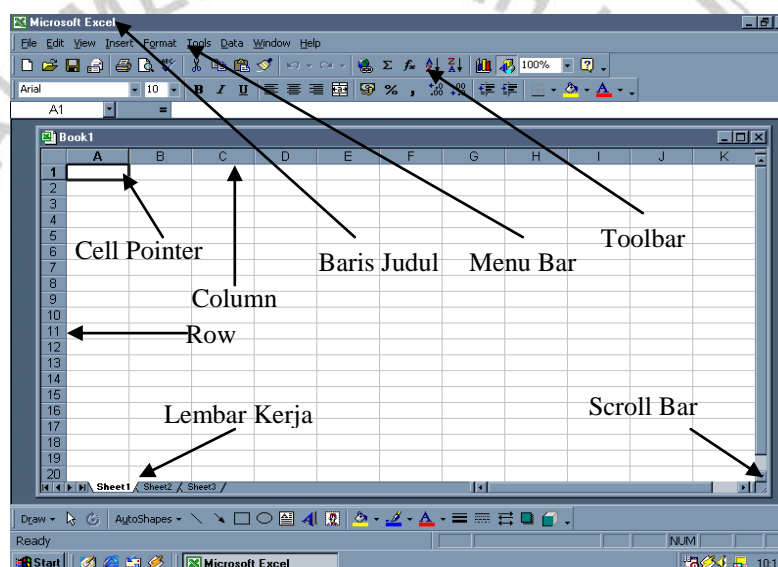 Microsoft Excel
File Edit View Insert Format Tools Data Window Help
100%
Arial 10 B I U % ,
A1 =
Book1
A B C D E F G H I J K
1
2
3
4
5
6
7
8
9
10
11
12
13
14
15
16
17
18
19
20
Cell Pointer
Baris Judul
Menu Bar
Toolbar
Column
Row
Lembar Kerja
Scroll Bar
Sheet1 Sheet2 Sheet3
Draw AutoShapes
Ready NUM
Start Microsoft Excel